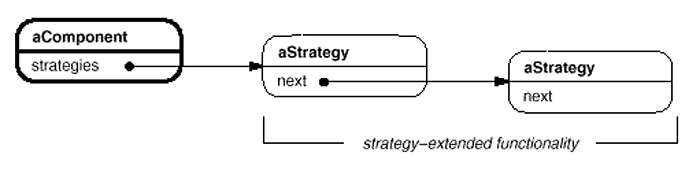 aComponent
strategies
aStrategy
next
aStrategy
next
strategy–extended functionality